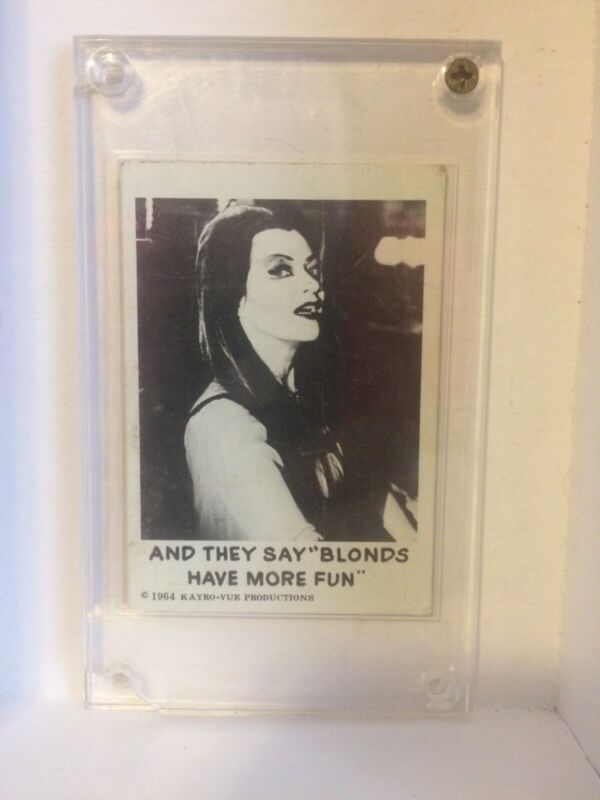 AND THEY SAY "BLONDS
HAVE MORE FUN"
© 1964 KAYRO-VUE PRODUCTIONS